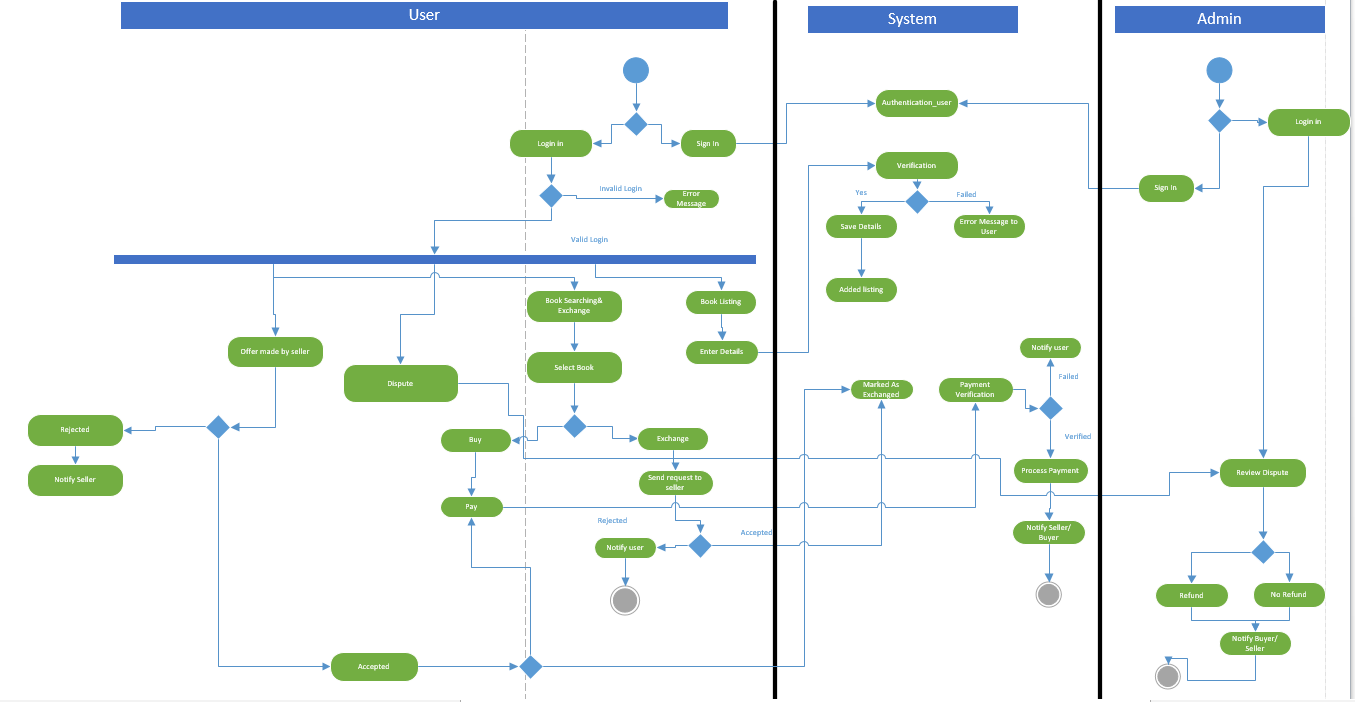 User
System
Admin
Authentication_user
Login in
Login in
Sign In
Verification
Sign In
Invalid Login
Error
Message
Yes
Failed
Save Details
Error Message to
User
Valid Login
Added listing
Book Searching&
Exchange
Book Listing
Offer made by seller
Enter Details
Notify user
Select Book
Dispute
Failed
Marked As
Exchanged
Payment
Verification
Rejected
Buy
Exchange
Verified
Notify Seller
Send request to
seller
Process Payment
Review Dispute
Pay
Rejected
Accepted
Notify Seller/
Buyer
Notify user
Refund
No Refund
Notify Buyer/
Seller
Accepted